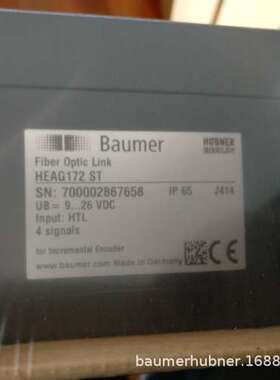 Baumer
HÜBNER
BERLIN
Fiber Optic Link
HEAG172 ST
SN: 700002867658 IP 65 J414
UB = 9...26 VDC
Input: HTL
4 signals
for Incremental Encoder
www.baumer.com Made in Germany
baumerhubner.1688.com